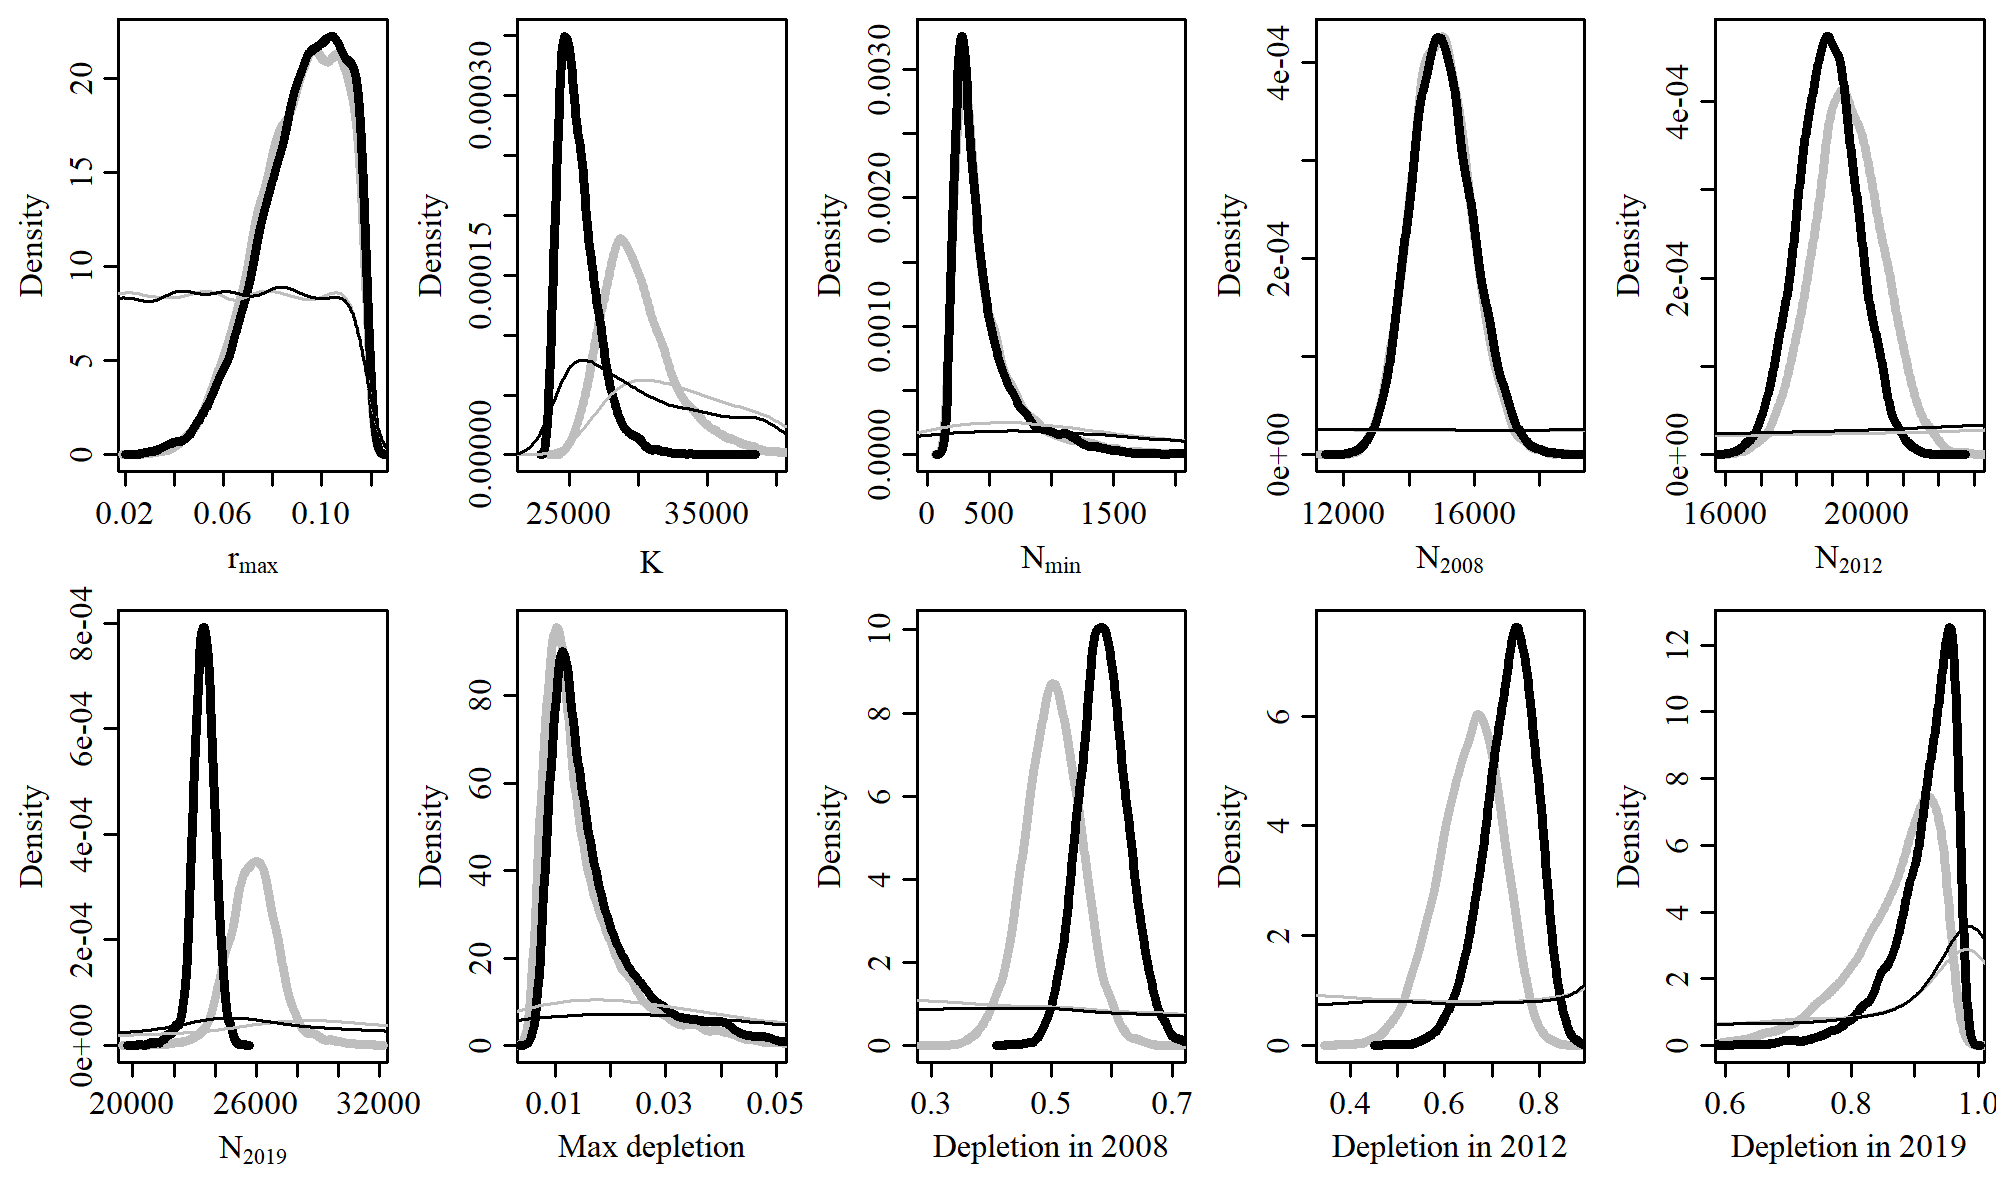 Density
0 5 10 15 20
0.02 0.06 0.10
rmax
Density
0.00000 0.00015 0.00030
25000 35000
K
Density
0.0000 0.0010 0.0020 0.0030
0 500 1500
Nmin
Density
0e+00 2e-04 4e-04
12000 16000
N2008
Density
0e+00 2e-04 4e-04
16000 20000
N2012
Density
0e+00 2e-04 4e-04 6e-04 8e-04
20000 26000 32000
N2019
Density
0 20 40 60 80
0.01 0.03 0.05
Max depletion
Density
0 2 4 6 8 10
0.3 0.5 0.7
Depletion in 2008
Density
0 2 4 6
0.4 0.6 0.8
Depletion in 2012
Density
0 2 4 6 8 10 12
0.6 0.8 1.0
Depletion in 2019